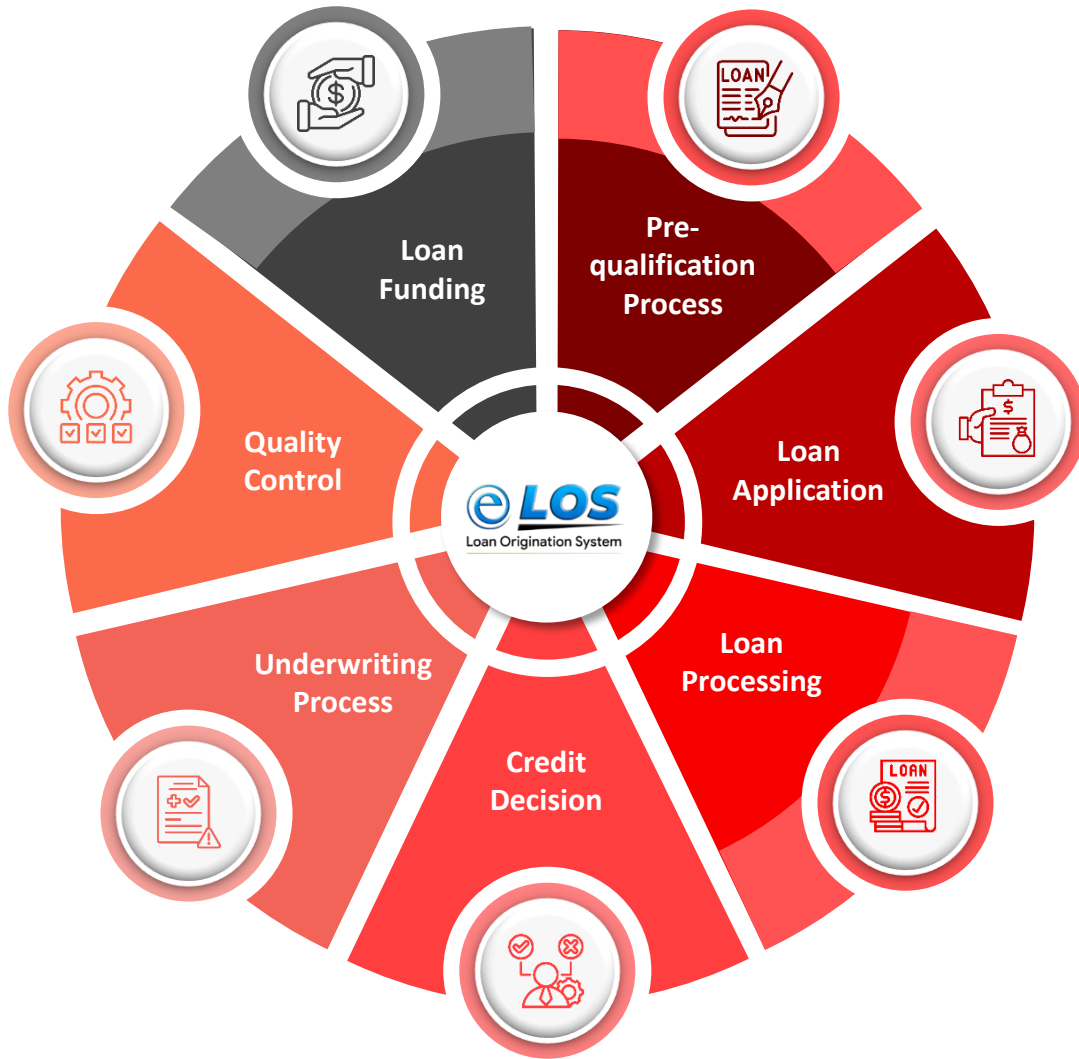 LOAN
Pre-
qualification
Process
Loan
Application
Loan
Processing
LOAN
Credit
Decision
Underwriting
Process
Quality
Control
Loan
Funding
e LOS
Loan Origination System